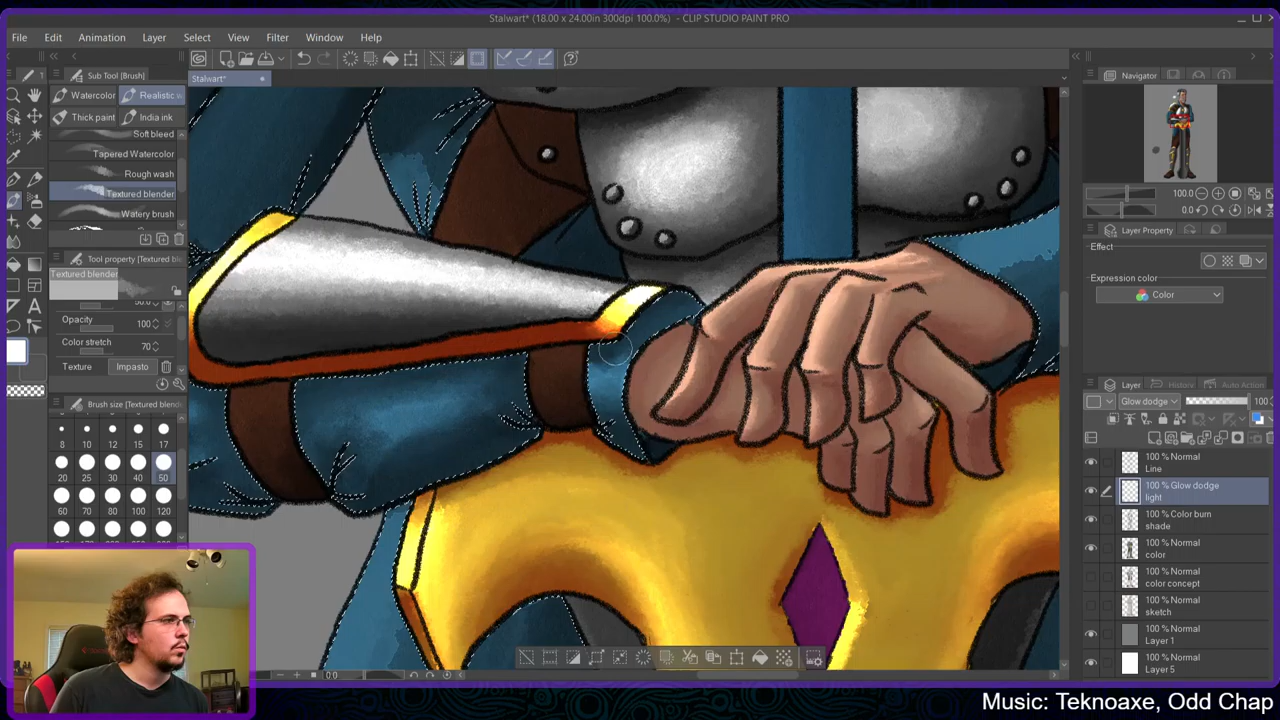 Stalwart* (18.00 x 24.00in 300dpi 100.0%) - CLIP STUDIO PAINT PRO
File Edit Animation Layer Select View Filter Window Help
Sub Tool [Brush]
Stalwart*
Navigator
Watercolor
Realistic
Thick paint
India ink
Soft bleed
Tapered Watercolor
Rough wash
Textured blender
Watery brush
100.0
0.0
Layer Property
Effect
Expression color
Color
Tool property [Textured ble
Textured blender
Opacity 100
Color stretch 70
Texture Impasto
Brush size [Textured blender]
8 10 12 15 17
20 25 30 40 50
60 70 80 100 120
Layer History Auto Action
Glow dodge 100
100 % Normal
Line
100 % Glow dodge
light
100 % Color burn
shade
100 % Normal
color
100 % Normal
color concept
100 % Normal
sketch
100 % Normal
Layer 1
100 % Normal
Layer 5
Music: Teknoaxe, Odd Chap